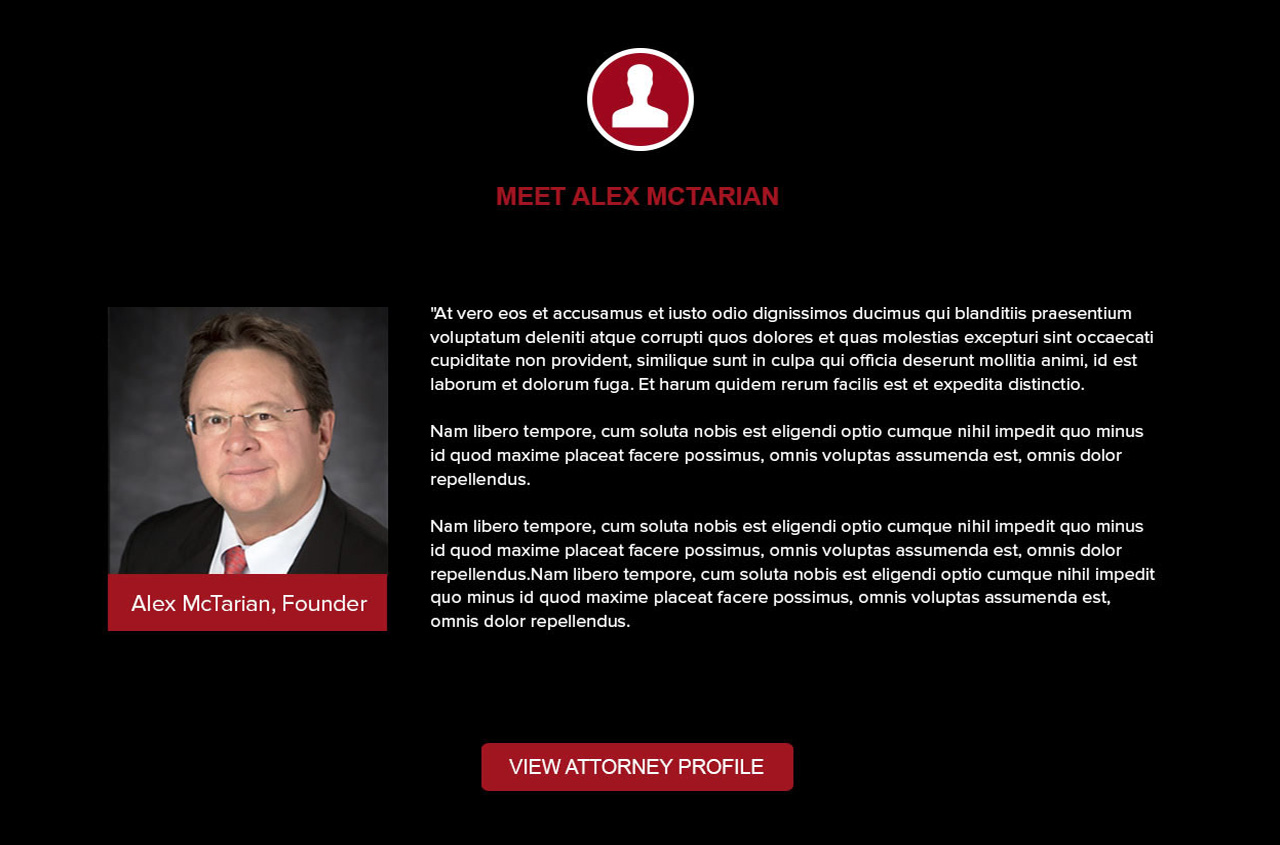 MEET ALEX MCTARIAN
"At vero eos et accusamus et iusto odio dignissimos ducimus qui blanditiis praesentium
voluptatum deleniti atque corrupti quos dolores et quas molestias excepturi sint occaecati
cupiditate non provident, similique sunt in culpa qui officia deserunt mollitia animi, id est
laborum et dolorum fuga. Et harum quidem rerum facilis est et expedita distinctio.
Nam libero tempore, cum soluta nobis est eligendi optio cumque nihil impedit quo minus
id quod maxime placeat facere possimus, omnis voluptas assumenda est, omnis dolor
repellendus.
Nam libero tempore, cum soluta nobis est eligendi optio cumque nihil impedit quo minus
id quod maxime placeat facere possimus, omnis voluptas assumenda est, omnis dolor
repellendus.Nam libero tempore, cum soluta nobis est eligendi optio cumque nihil impedit
quo minus id quod maxime placeat facere possimus, omnis voluptas assumenda est,
omnis dolor repellendus.
Alex McTarian, Founder
VIEW ATTORNEY PROFILE